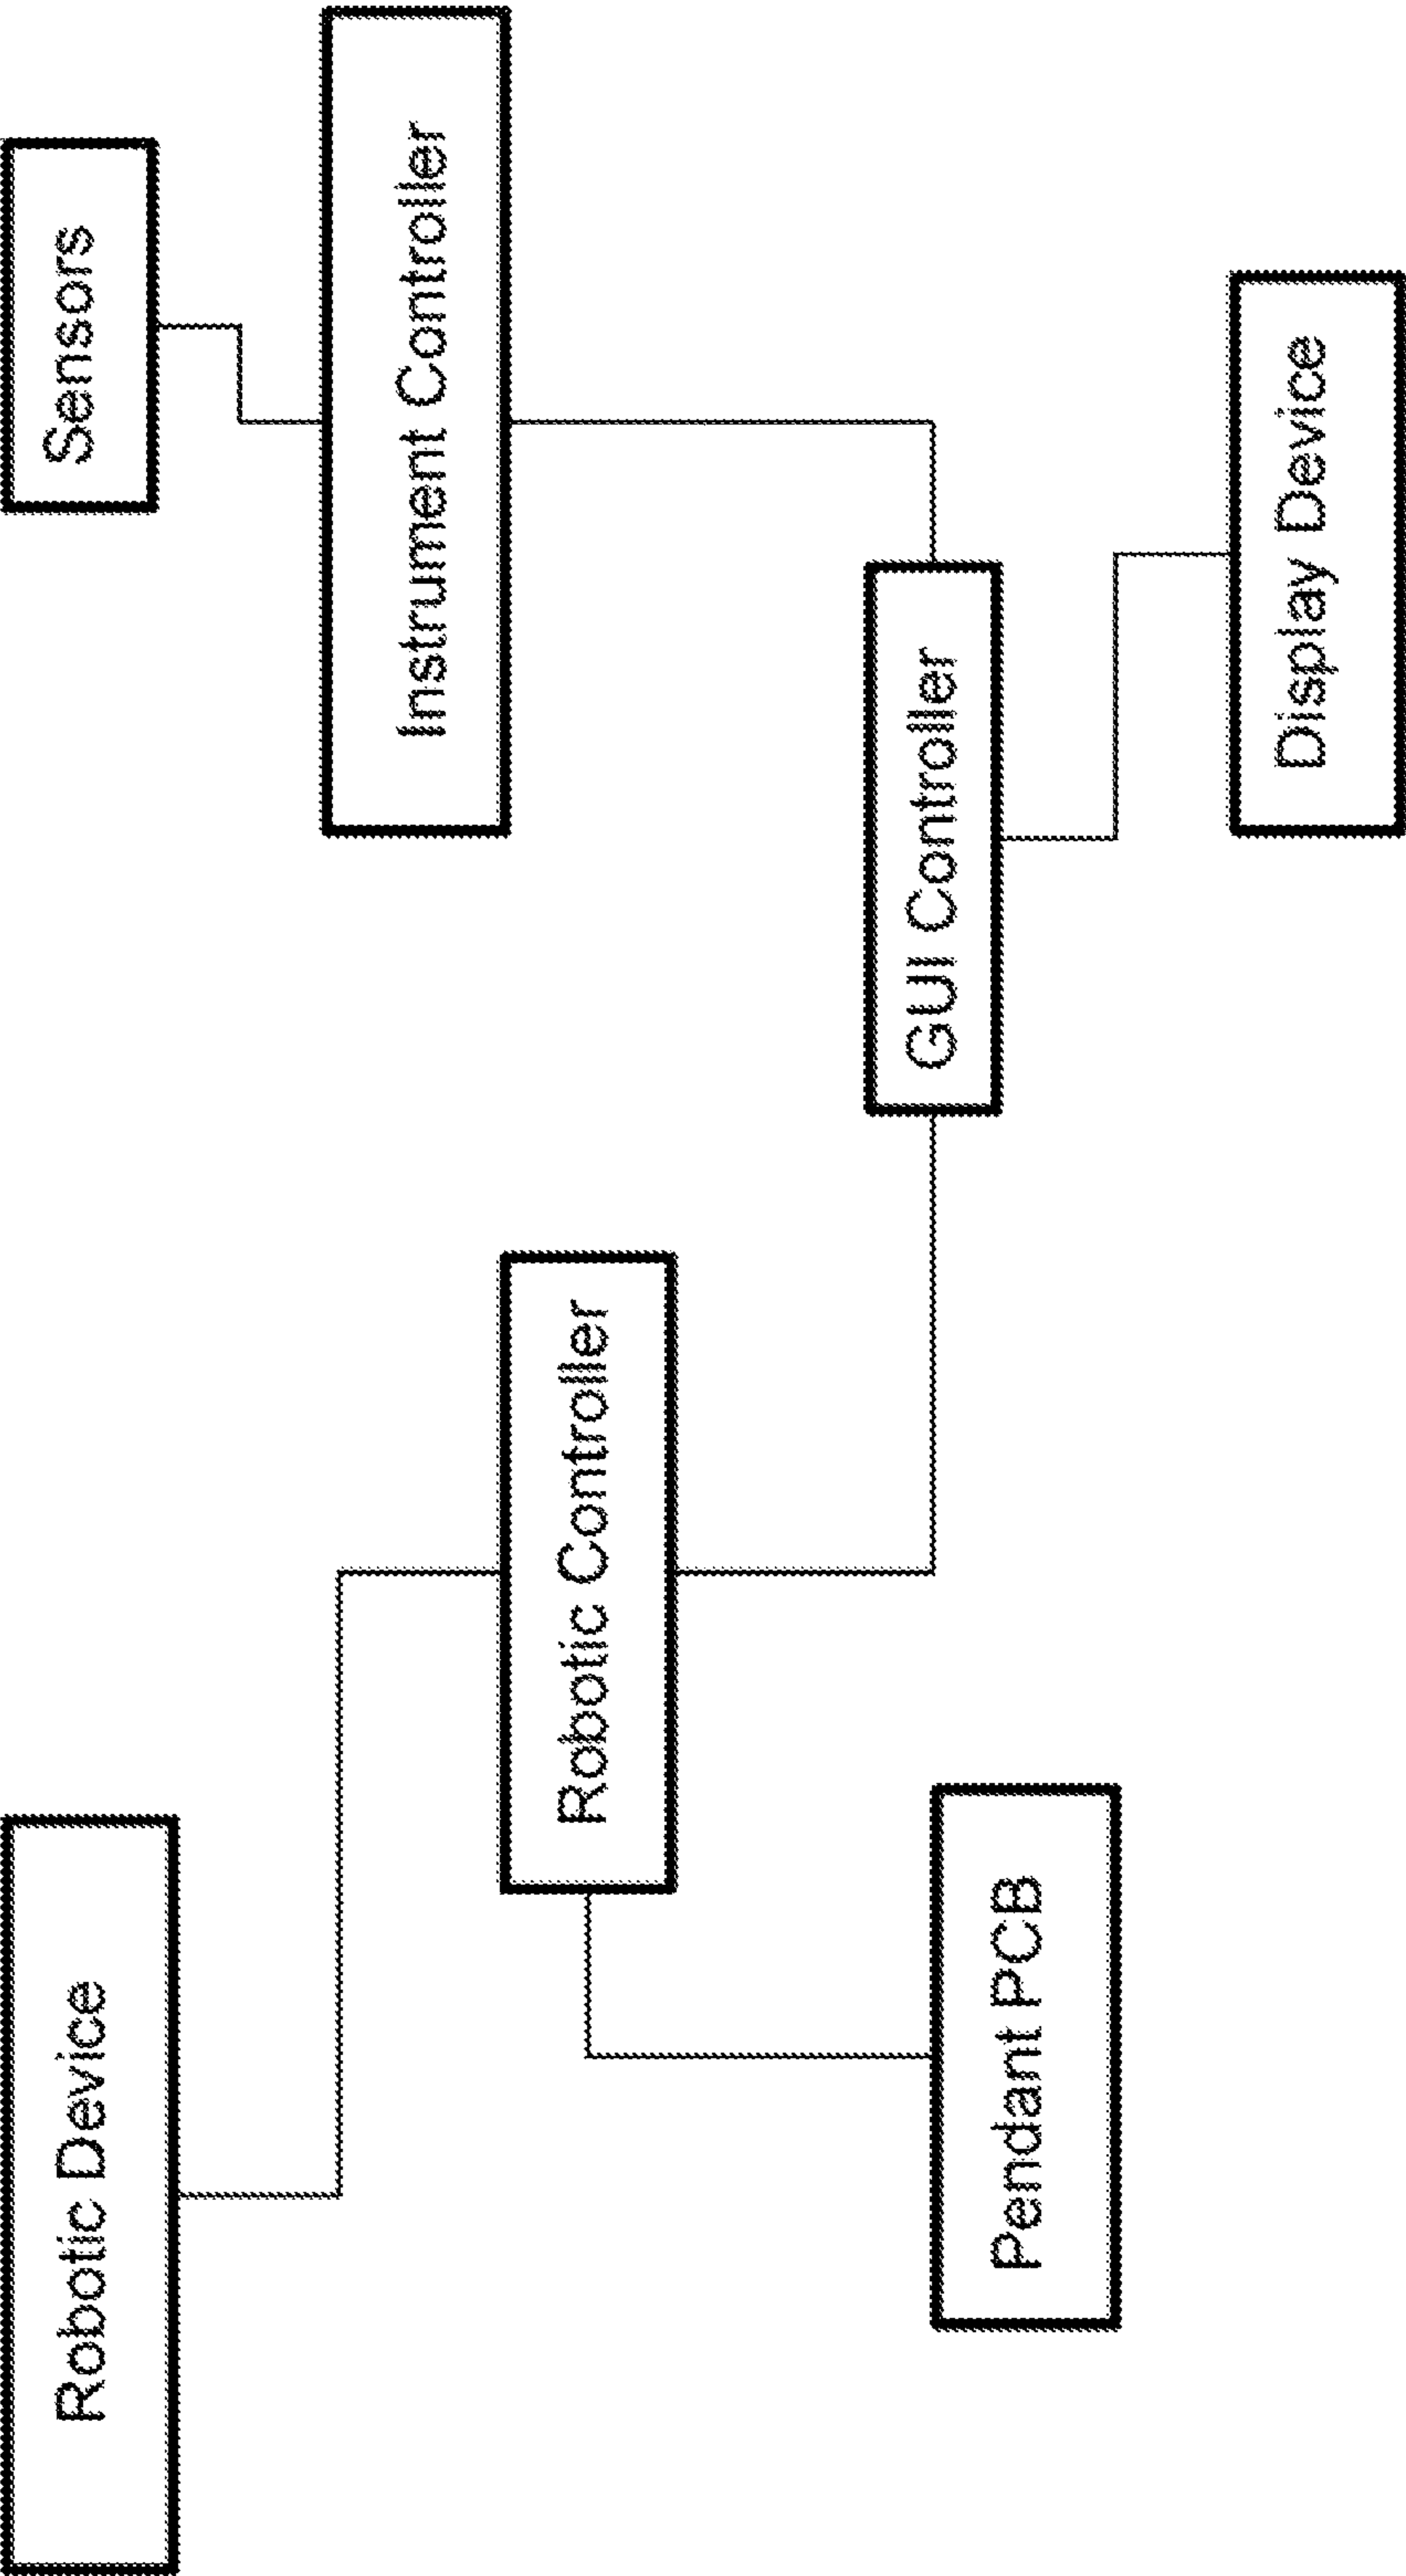 Robotic Device
Sensors
Instrument Controller
Robotic Controller
GUI Controller
Pendant PCB
Display Device